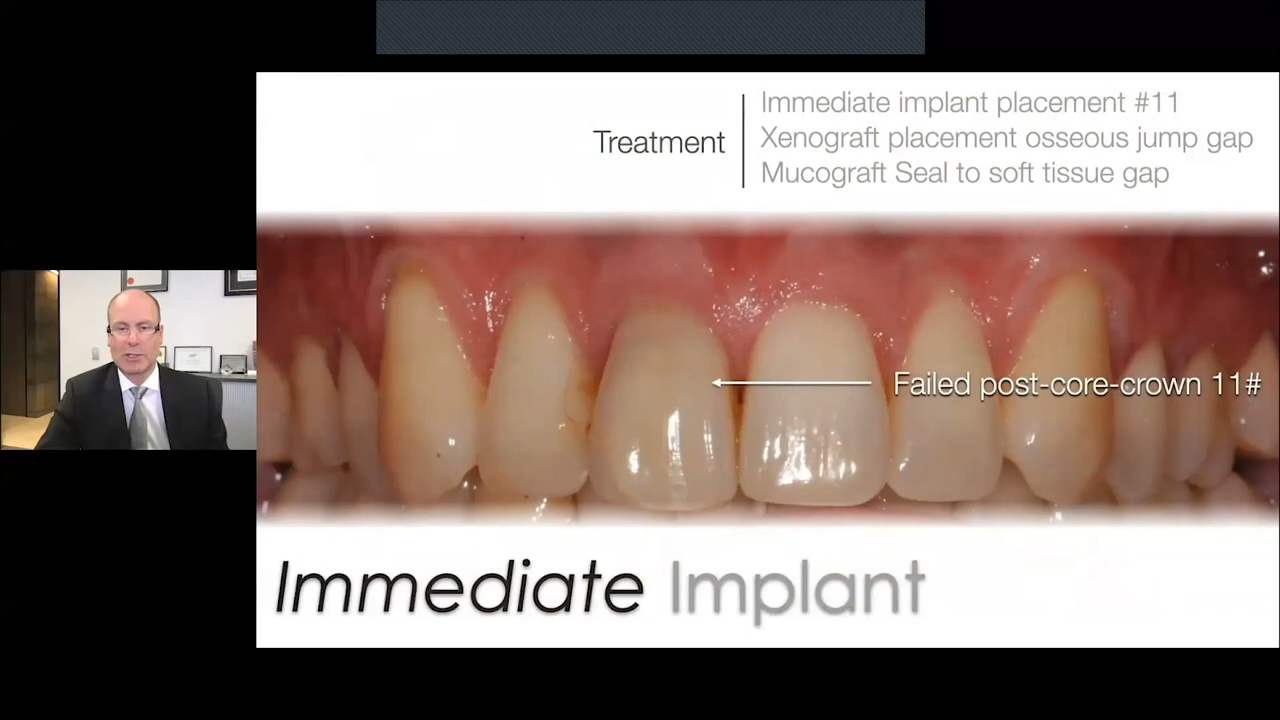 Immediate implant placement #11
Treatment
Xenograft placement osseous jump gap
Mucograft Seal to soft tissue gap
Failed post-core-crown 11#
Immediate Implant